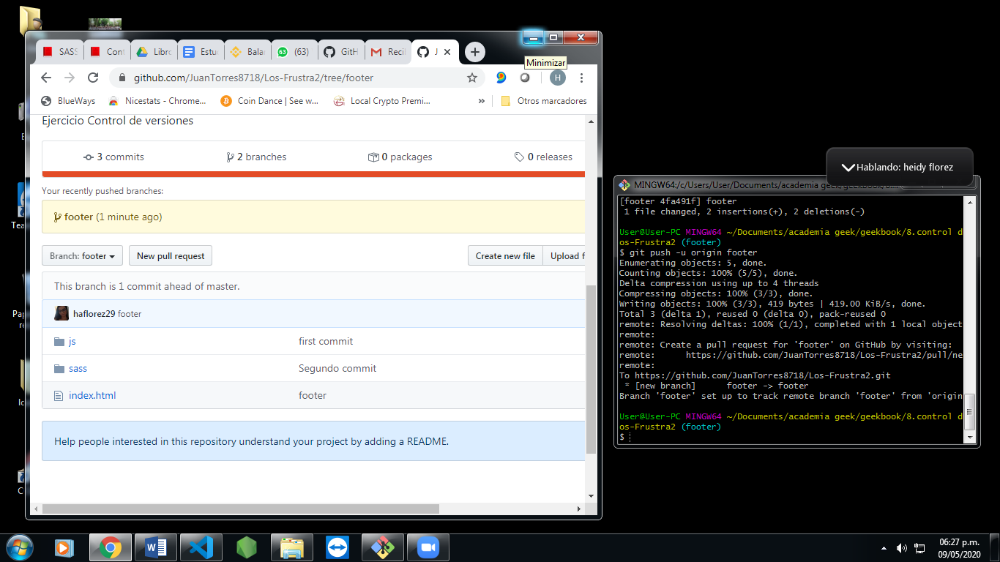 SASS
Cont
Libro
Estu
Balan
(63)
GitH
Recib
J
Minimizar
github.com/JuanTorres8718/Los-Frustra2/tree/footer
H
BlueWays
Nicestats - Chrome...
Coin Dance | See w...
Local Crypto Premi...
»
Otros marcadores
Ejercicio Control de versiones
3 commits
2 branches
0 packages
0 releases
Your recently pushed branches:
footer (1 minute ago)
Branch: footer
New pull request
Create new file
Upload f
This branch is 1 commit ahead of master.
haflorez29 footer
js first commit
sass Segundo commit
index.html footer
Help people interested in this repository understand your project by adding a README.
Hablando: heidy florez
MINGW64:/c/Users/User/Documents/academia geek/geekbook/8....
[footer 4fa491f] footer
1 file changed, 2 insertions(+), 2 deletions(-)
User@User-PC MINGW64 ~/Documents/academia geek/geekbook/8.control d
os-Frustra2 (footer)
$ git push -u origin footer
Enumerating objects: 5, done.
Counting objects: 100% (5/5), done.
Delta compression using up to 4 threads
Compressing objects: 100% (3/3), done.
Writing objects: 100% (3/3), 419 bytes | 419.00 KiB/s, done.
Total 3 (delta 1), reused 0 (delta 0), pack-reused 0
remote: Resolving deltas: 100% (1/1), completed with 1 local object
remote:
remote: Create a pull request for 'footer' on GitHub by visiting:
remote:      https://github.com/JuanTorres8718/Los-Frustra2/pull/ne
remote:
To https://github.com/JuanTorres8718/Los-Frustra2.git
* [new branch]      footer -> footer
Branch 'footer' set up to track remote branch 'footer' from 'origin
User@User-PC MINGW64 ~/Documents/academia geek/geekbook/8.control d
os-Frustra2 (footer)
$
06:27 p.m.
09/05/2020